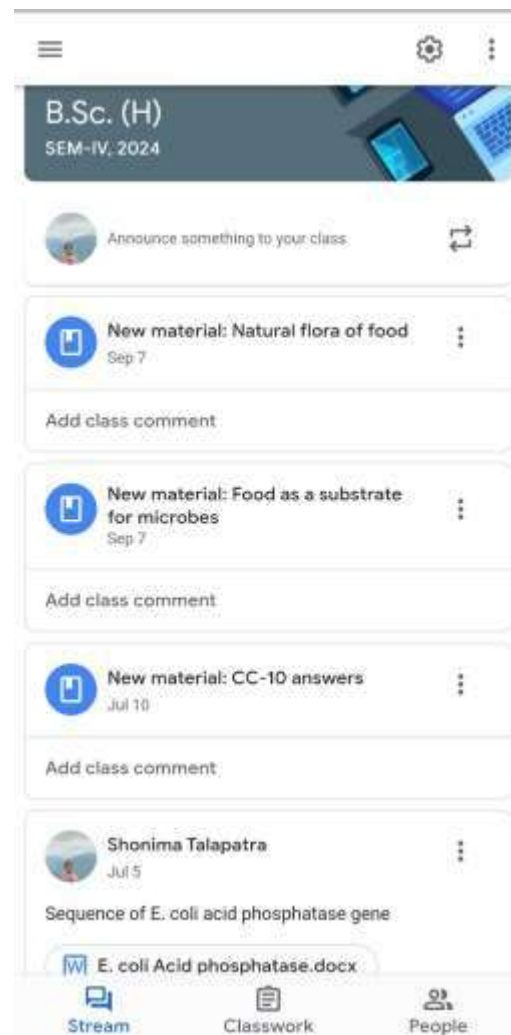 B.Sc. (H)
SEM-IV, 2024
Announce something to your class
New material: Natural flora of food
Sep 7
Add class comment
New material: Food as a substrate
for microbes
Sep 7
Add class comment
New material: CC-10 answers
Jul 10
Add class comment
Shonima Talapatra
Jul 5
Sequence of E. coli acid phosphatase gene
W E. coli Acid phosphatase.docx
Stream Classwork People